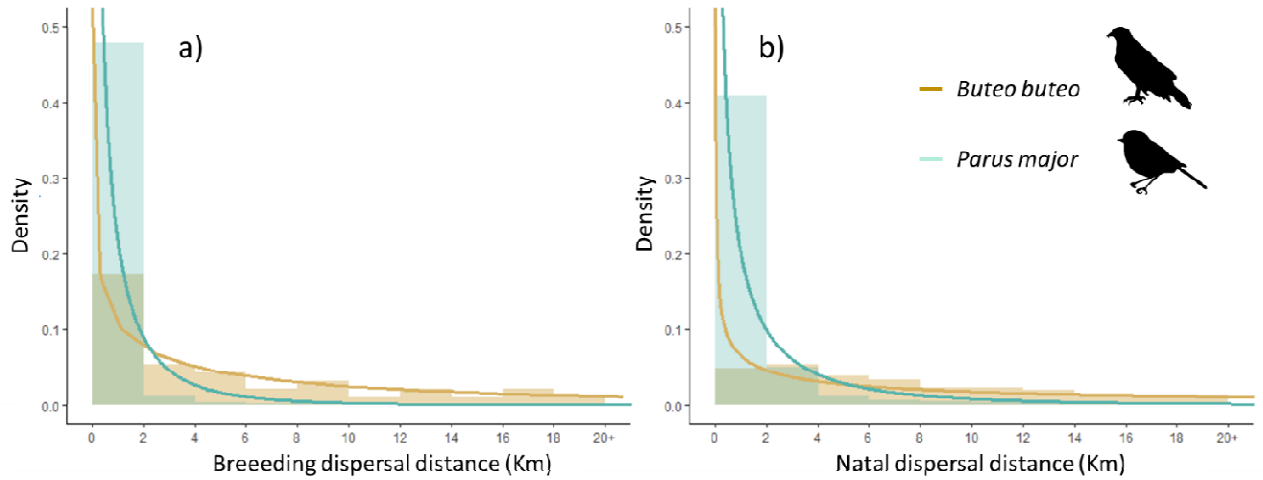 a)
Density
0.5
0.4
0.3
0.2
0.1
0.0
0 2 4 6 8 10 12 14 16 18 20+
Breeeding dispersal distance (Km)
b)
Buteo buteo
Parus major
Density
0.5
0.4
0.3
0.2
0.1
0.0
0 2 4 6 8 10 12 14 16 18 20+
Natal dispersal distance (Km)